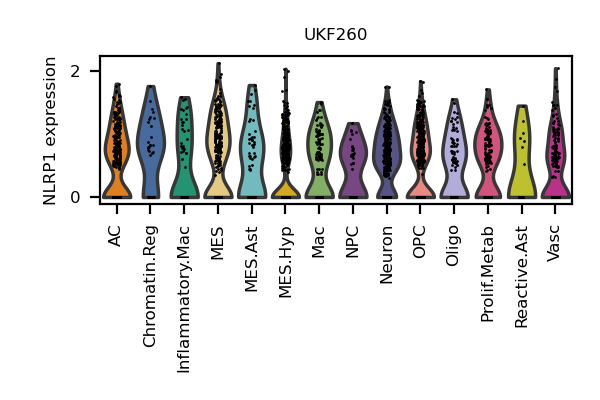 UKF260
NLRP1 expression
2
0
AC
Chromatin.Reg
Inflammatory.Mac
MES
MES.Ast
MES.Hyp
Mac
NPC
Neuron
OPC
Oligo
Prolif.Metab
Reactive.Ast
Vasc